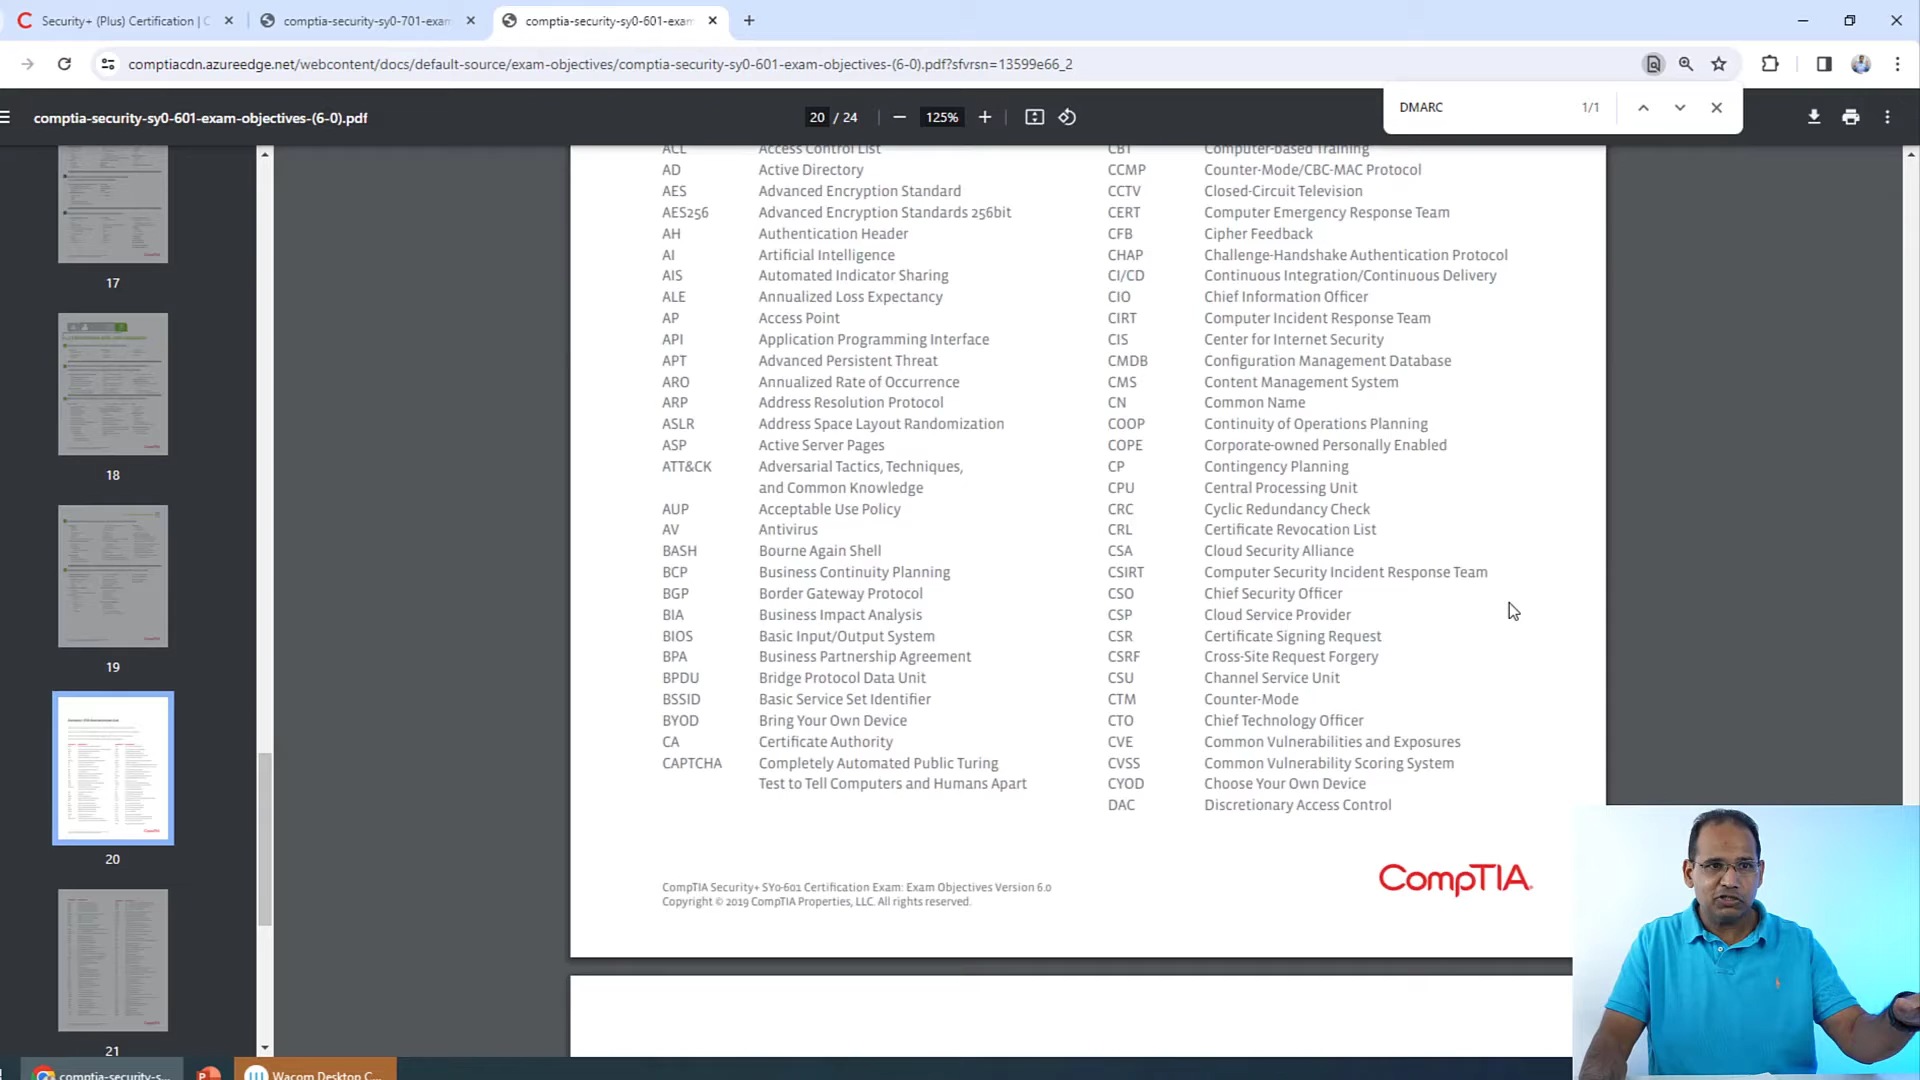 Security+ (Plus) Certification | C
comptia-security-sy0-701-exam
comptia-security-sy0-601-exam
comptiacdn.azureedge.net/webcontent/docs/default-source/exam-objectives/comptia-security-sy0-601-exam-objectives-(6-0).pdf?sfvrsn=13599e66_2
DMARC 1/1
comptia-security-sy0-601-exam-objectives-(6-0).pdf
20 / 24
125%
17
18
19
20
21
ACL Access Control List
AD Active Directory
AES Advanced Encryption Standard
AES256 Advanced Encryption Standards 256bit
AH Authentication Header
AI Artificial Intelligence
AIS Automated Indicator Sharing
ALE Annualized Loss Expectancy
AP Access Point
API Application Programming Interface
APT Advanced Persistent Threat
ARO Annualized Rate of Occurrence
ARP Address Resolution Protocol
ASLR Address Space Layout Randomization
ASP Active Server Pages
ATT&CK Adversarial Tactics, Techniques,
and Common Knowledge
AUP Acceptable Use Policy
AV Antivirus
BASH Bourne Again Shell
BCP Business Continuity Planning
BGP Border Gateway Protocol
BIA Business Impact Analysis
BIOS Basic Input/Output System
BPA Business Partnership Agreement
BPDU Bridge Protocol Data Unit
BSSID Basic Service Set Identifier
BYOD Bring Your Own Device
CA Certificate Authority
CAPTCHA Completely Automated Public Turing
Test to Tell Computers and Humans Apart
CBT Computer-based Training
CCMP Counter-Mode/CBC-MAC Protocol
CCTV Closed-Circuit Television
CERT Computer Emergency Response Team
CFB Cipher Feedback
CHAP Challenge-Handshake Authentication Protocol
CI/CD Continuous Integration/Continuous Delivery
CIO Chief Information Officer
CIRT Computer Incident Response Team
CIS Center for Internet Security
CMDB Configuration Management Database
CMS Content Management System
CN Common Name
COOP Continuity of Operations Planning
COPE Corporate-owned Personally Enabled
CP Contingency Planning
CPU Central Processing Unit
CRC Cyclic Redundancy Check
CRL Certificate Revocation List
CSA Cloud Security Alliance
CSIRT Computer Security Incident Response Team
CSO Chief Security Officer
CSP Cloud Service Provider
CSR Certificate Signing Request
CSRF Cross-Site Request Forgery
CSU Channel Service Unit
CTM Counter-Mode
CTO Chief Technology Officer
CVE Common Vulnerabilities and Exposures
CVSS Common Vulnerability Scoring System
CYOD Choose Your Own Device
DAC Discretionary Access Control
CompTIA Security+ SY0-601 Certification Exam: Exam Objectives Version 6.0
Copyright © 2019 CompTIA Properties, LLC. All rights reserved.
CompTIA.
comptia-security-s...
Wacom Desktop C...